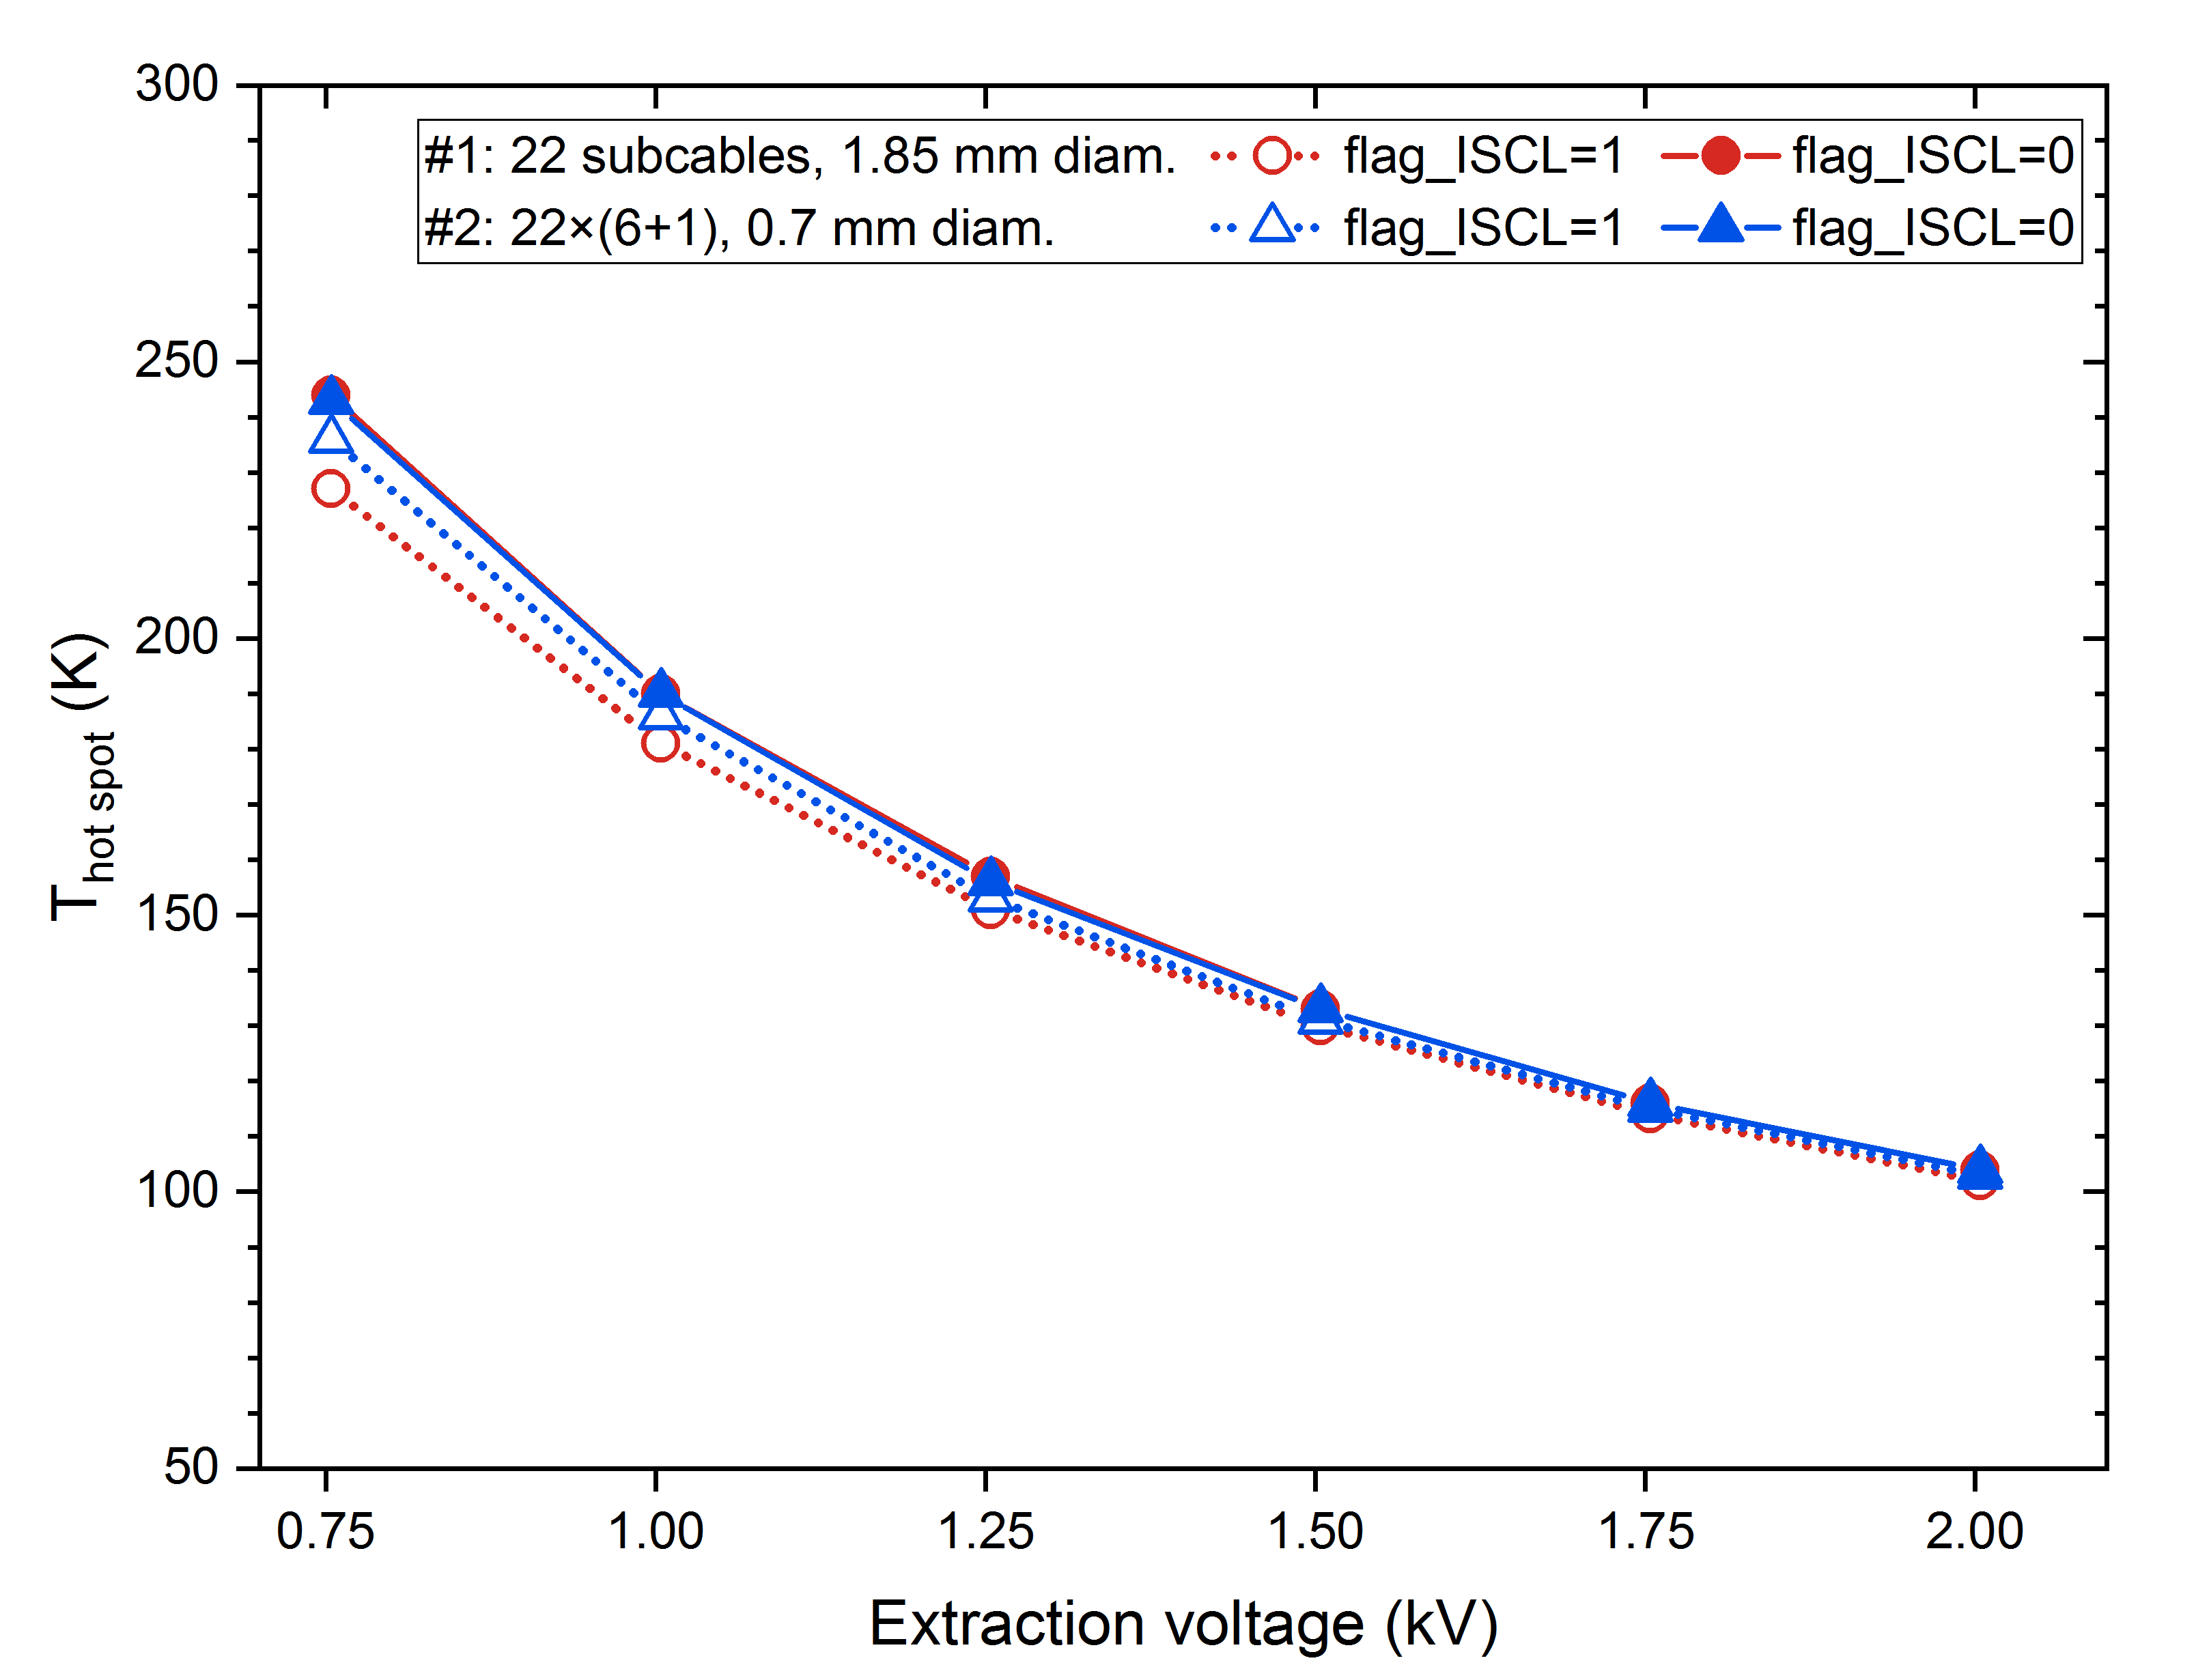 300
250
200
150
100
50
T hot spot (K)
#1: 22 subcables, 1.85 mm diam. flag_ISCL=1 flag_ISCL=0
#2: 22×(6+1), 0.7 mm diam. flag_ISCL=1 flag_ISCL=0
0.75 1.00 1.25 1.50 1.75 2.00
Extraction voltage (kV)